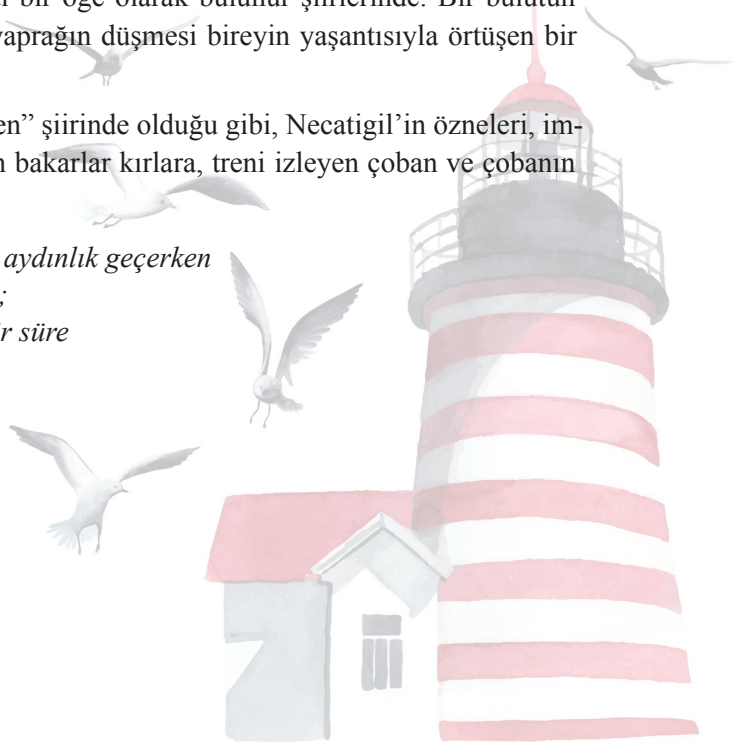 bir öge olarak bulunur şiirlerinde. Bir bulutun
yaprağın düşmesi bireyin yaşantısıyla örtüşen bir
en” şiirinde olduğu gibi, Necatigil’in özneleri, im-
bakarlar kırlara, treni izleyen çoban ve çobanın
aydınlık geçerken
;
r süre